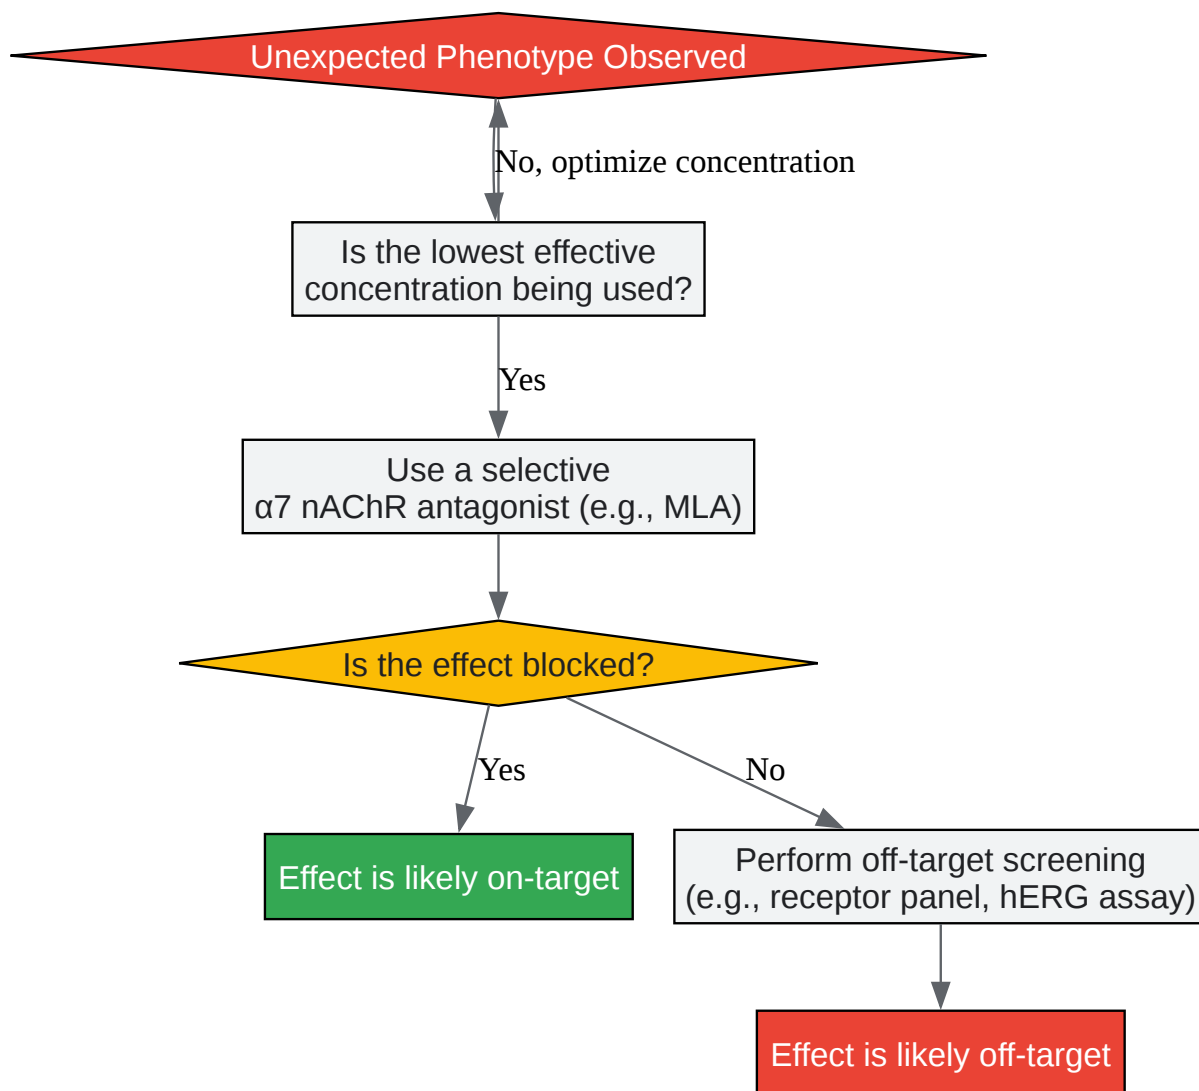 Unexpected Phenotype Observed
No, optimize concentration
Is the lowest effective
concentration being used?
Yes
Use a selective
α7 nAChR antagonist (e.g., MLA)
Is the effect blocked?
Yes
No
Effect is likely on-target
Perform off-target screening
(e.g., receptor panel, hERG assay)
Effect is likely off-target